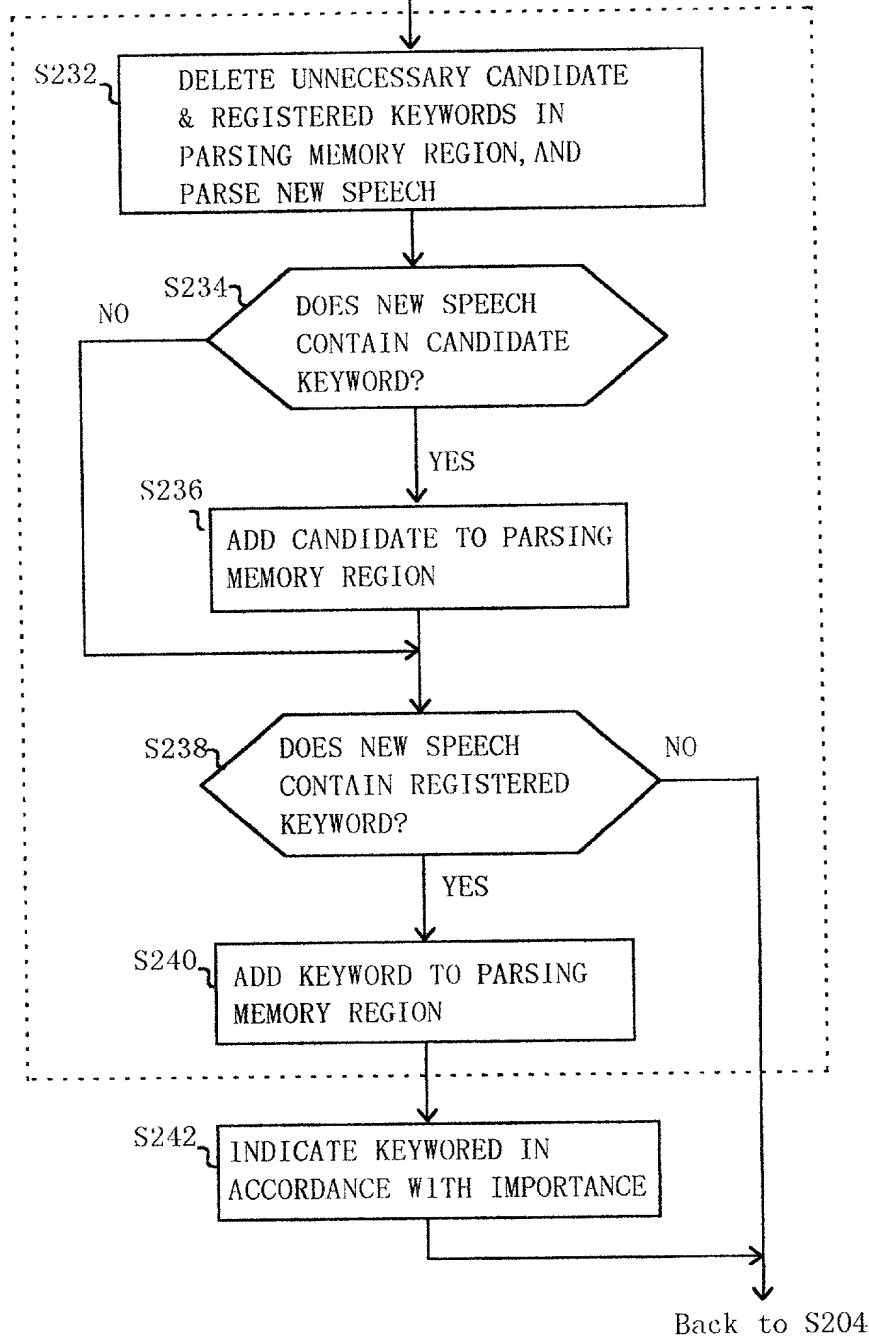 S232
DELETE UNNECESSARY CANDIDATE
& REGISTERED KEYWORDS IN
PARSING MEMORY REGION, AND
PARSE NEW SPEECH
S234
NO
DOES NEW SPEECH
CONTAIN CANDIDATE
KEYWORD?
YES
S236
ADD CANDIDATE TO PARSING
MEMORY REGION
S238
DOES NEW SPEECH
CONTAIN REGISTERED
KEYWORD?
NO
YES
S240
ADD KEYWORD TO PARSING
MEMORY REGION
S242
INDICATE KEYWORED IN
ACCORDANCE WITH IMPORTANCE
Back to S204